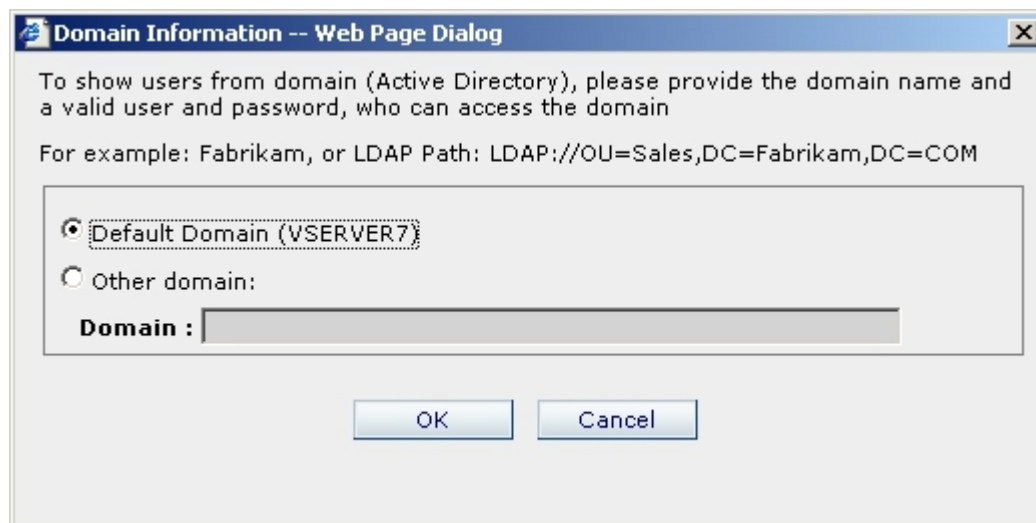 Domain Information -- Web Page Dialog
To show users from domain (Active Directory), please provide the domain name and
a valid user and password, who can access the domain
For example: Fabrikam, or LDAP Path: LDAP://OU=Sales,DC=Fabrikam,DC=COM
Default Domain (VSERVER7)
Other domain:
Domain :
OK
Cancel